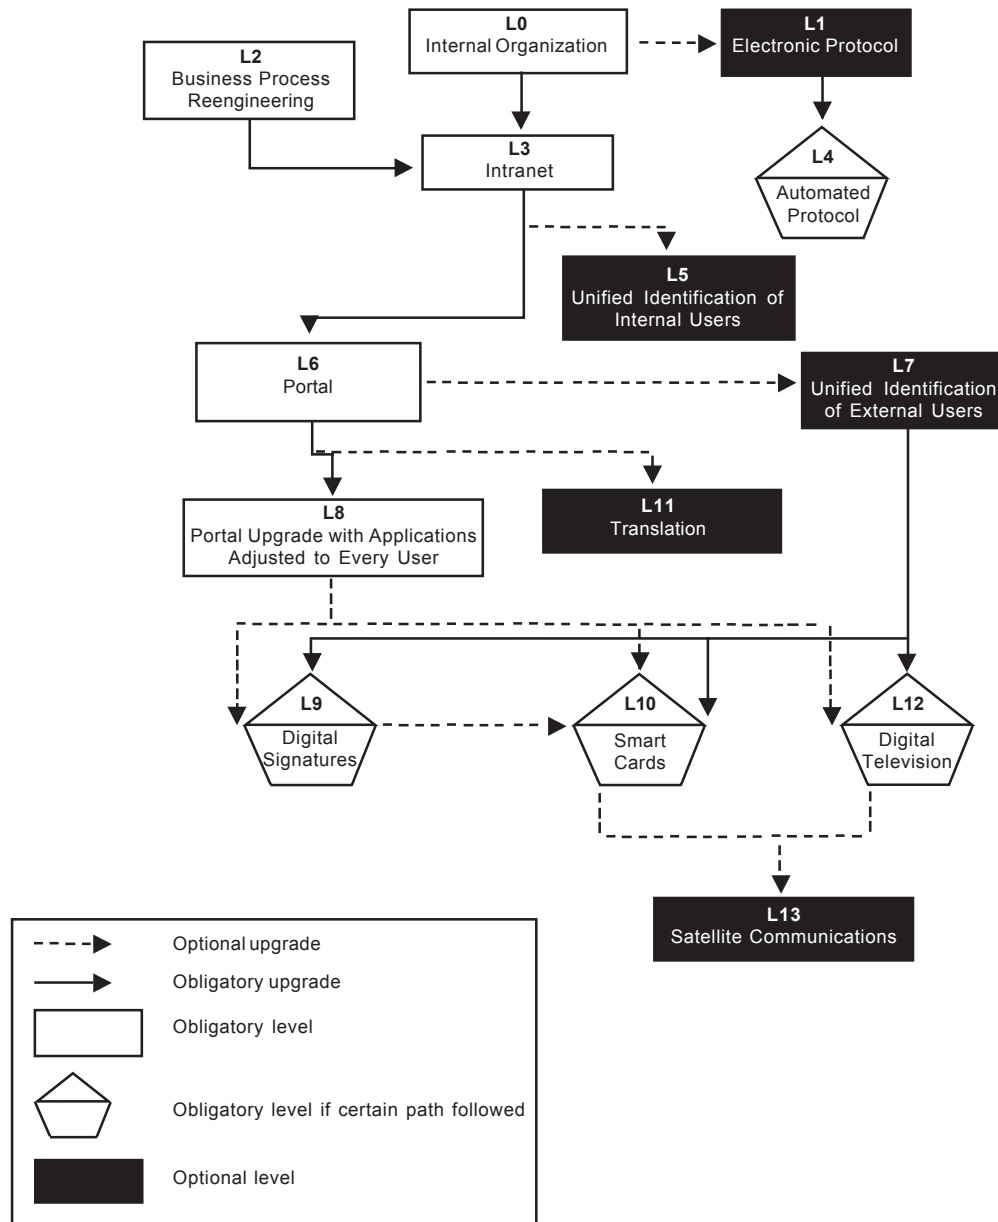 L0
Internal Organization
L1
Electronic Protocol
L2
Business Process
Reengineering
L3
Intranet
L4
Automated
Protocol
L5
Unified Identification of
Internal Users
L6
Portal
L7
Unified Identification
of External Users
L8
Portal Upgrade with Applications
Adjusted to Every User
L11
Translation
L9
Digital
Signatures
L10
Smart
Cards
L12
Digital
Television
L13
Satellite Communications
Optional upgrade
Obligatory upgrade
Obligatory level
Obligatory level if certain path followed
Optional level